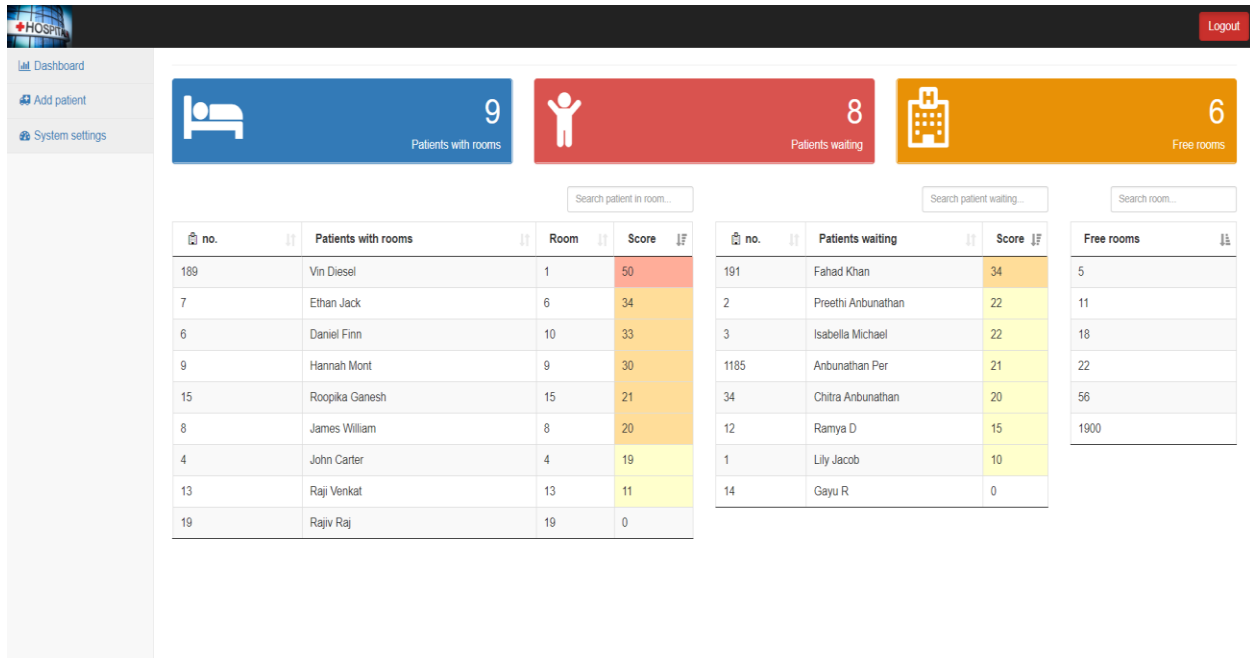 +HOSPITAL
Logout
Dashboard
Add patient
System settings
9
Patients with rooms
8
Patients waiting
6
Free rooms
Search patient in room...
Search patient waiting...
Search room...
no. Patients with rooms Room Score
189 Vin Diesel 1 50
7 Ethan Jack 6 34
6 Daniel Finn 10 33
9 Hannah Mont 9 30
15 Roopika Ganesh 15 21
8 James William 8 20
4 John Carter 4 19
13 Raji Venkat 13 11
19 Rajiv Raj 19 0
no. Patients waiting Score
191 Fahad Khan 34
2 Preethi Anbunathan 22
3 Isabella Michael 22
1185 Anbunathan Per 21
34 Chitra Anbunathan 20
12 Ramya D 15
1 Lily Jacob 10
14 Gayu R 0
Free rooms
5
11
18
22
56
1900